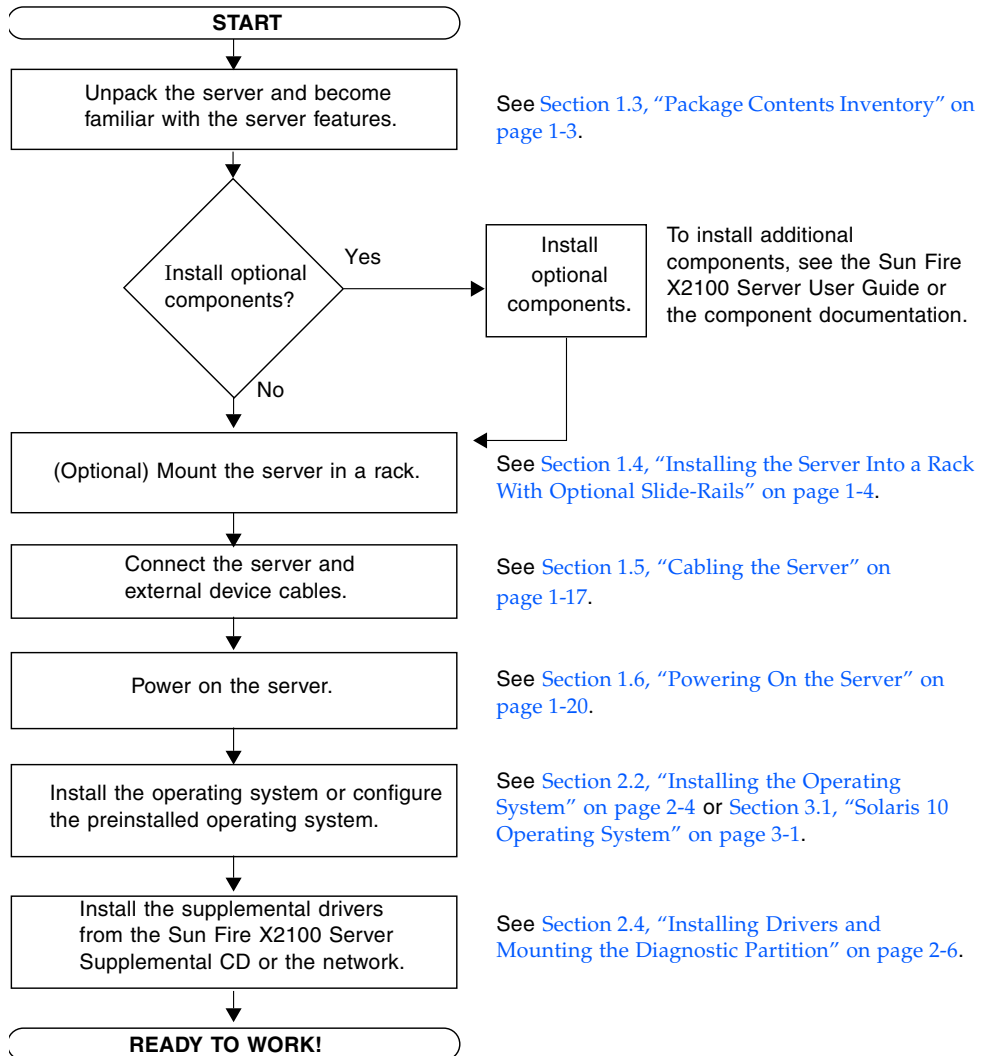 START
Unpack the server and become
familiar with the server features.
See Section 1.3, “Package Contents Inventory” on
page 1-3.
Install optional
components?
Yes
No
Install
optional
components.
To install additional
components, see the Sun Fire
X2100 Server User Guide or
the component documentation.
(Optional) Mount the server in a rack.
See Section 1.4, “Installing the Server Into a Rack
With Optional Slide-Rails” on page 1-4.
Connect the server and
external device cables.
See Section 1.5, “Cabling the Server” on
page 1-17.
Power on the server.
See Section 1.6, “Powering On the Server” on
page 1-20.
Install the operating system or configure
the preinstalled operating system.
See Section 2.2, “Installing the Operating
System” on page 2-4 or Section 3.1, “Solaris 10
Operating System” on page 3-1.
Install the supplemental drivers
from the Sun Fire X2100 Server
Supplemental CD or the network.
See Section 2.4, “Installing Drivers and
Mounting the Diagnostic Partition” on page 2-6.
READY TO WORK!